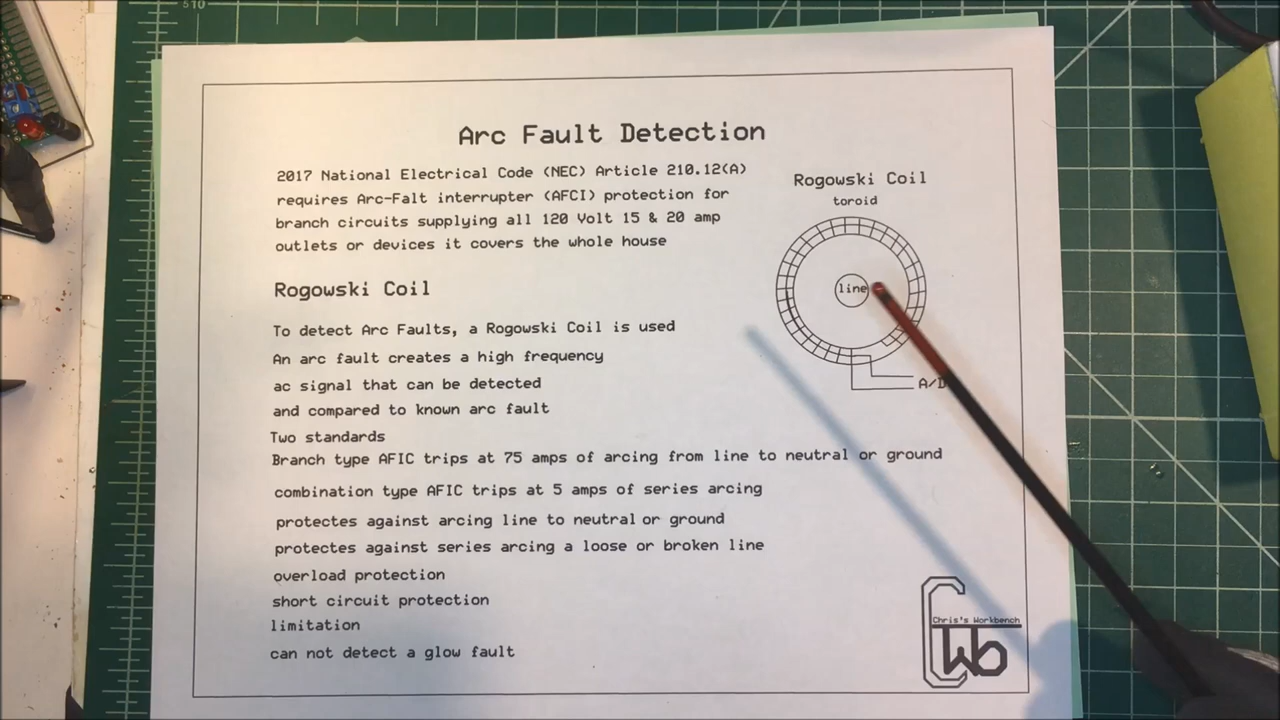 510
Arc Fault Detection
2017 National Electrical Code (NEC) Article 210.12(A)
requires Arc-Falt interrupter (AFCI) protection for
branch circuits supplying all 120 Volt 15 & 20 amp
outlets or devices it covers the whole house
Rogowski Coil
toroid
line
A/D
Rogowski Coil
To detect Arc Faults, a Rogowski Coil is used
An arc fault creates a high frequency
ac signal that can be detected
and compared to known arc fault
Two standards
Branch type AFIC trips at 75 amps of arcing from line to neutral or ground
combination type AFIC trips at 5 amps of series arcing
protectes against arcing line to neutral or ground
protectes against series arcing a loose or broken line
overload protection
short circuit protection
limitation
can not detect a glow fault
Chris's Workbench
CWb